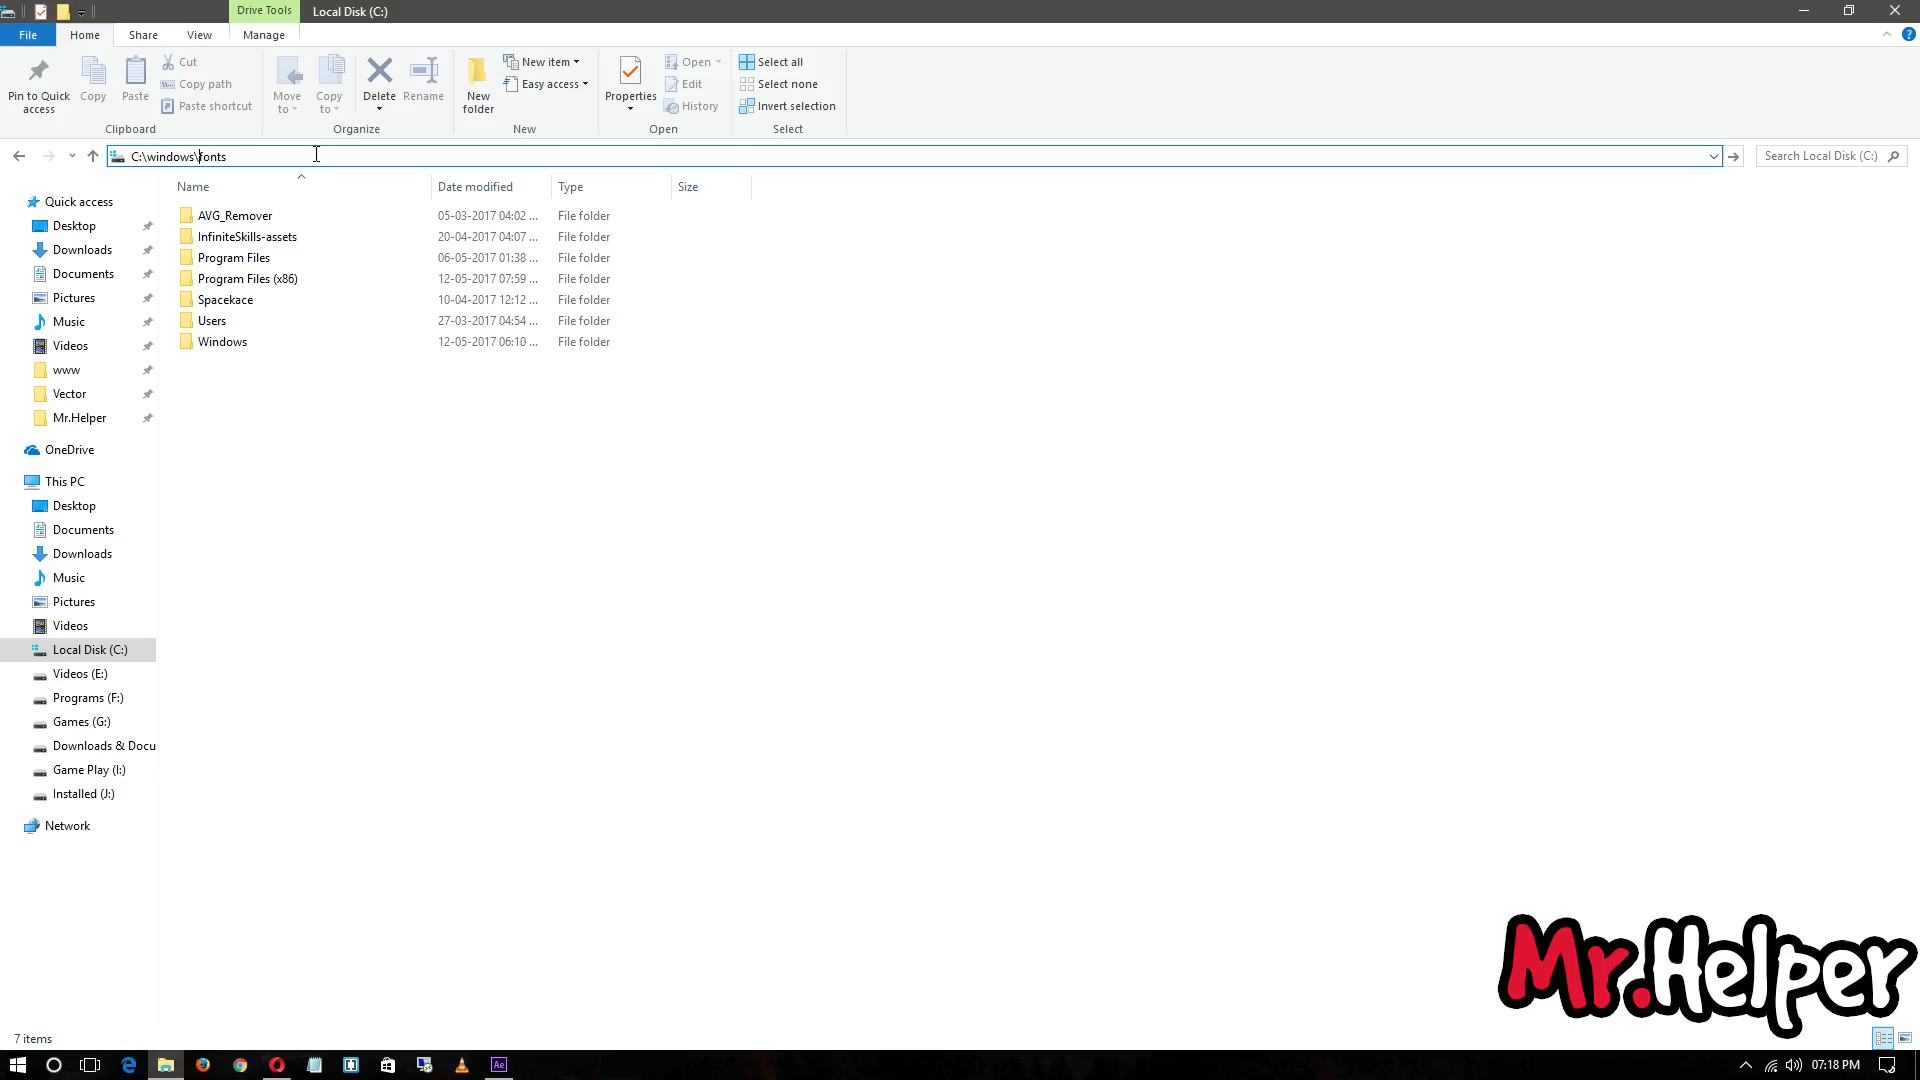 Drive Tools
Local Disk (C:)
File
Home
Share
View
Manage
Pin to Quick access
Copy
Paste
Cut
Copy path
Paste shortcut
Clipboard
Move to
Copy to
Delete
Rename
Organize
New folder
New item
Easy access
New
Properties
Open
Edit
History
Open
Select all
Select none
Invert selection
Select
C:\windows\fonts
Search Local Disk (C:)
Name
Date modified
Type
Size
AVG_Remover 05-03-2017 04:02 ... File folder
InfiniteSkills-assets 20-04-2017 04:07 ... File folder
Program Files 06-05-2017 01:38 ... File folder
Program Files (x86) 12-05-2017 07:59 ... File folder
Spacekace 10-04-2017 12:12 ... File folder
Users 27-03-2017 04:54 ... File folder
Windows 12-05-2017 06:10 ... File folder
Quick access
Desktop
Downloads
Documents
Pictures
Music
Videos
www
Vector
Mr.Helper
OneDrive
This PC
Desktop
Documents
Downloads
Music
Pictures
Videos
Local Disk (C:)
Videos (E:)
Programs (F:)
Games (G:)
Downloads & Docu
Game Play (I:)
Installed (J:)
Network
Mr.Helper
7 items
Ae
07:18 PM